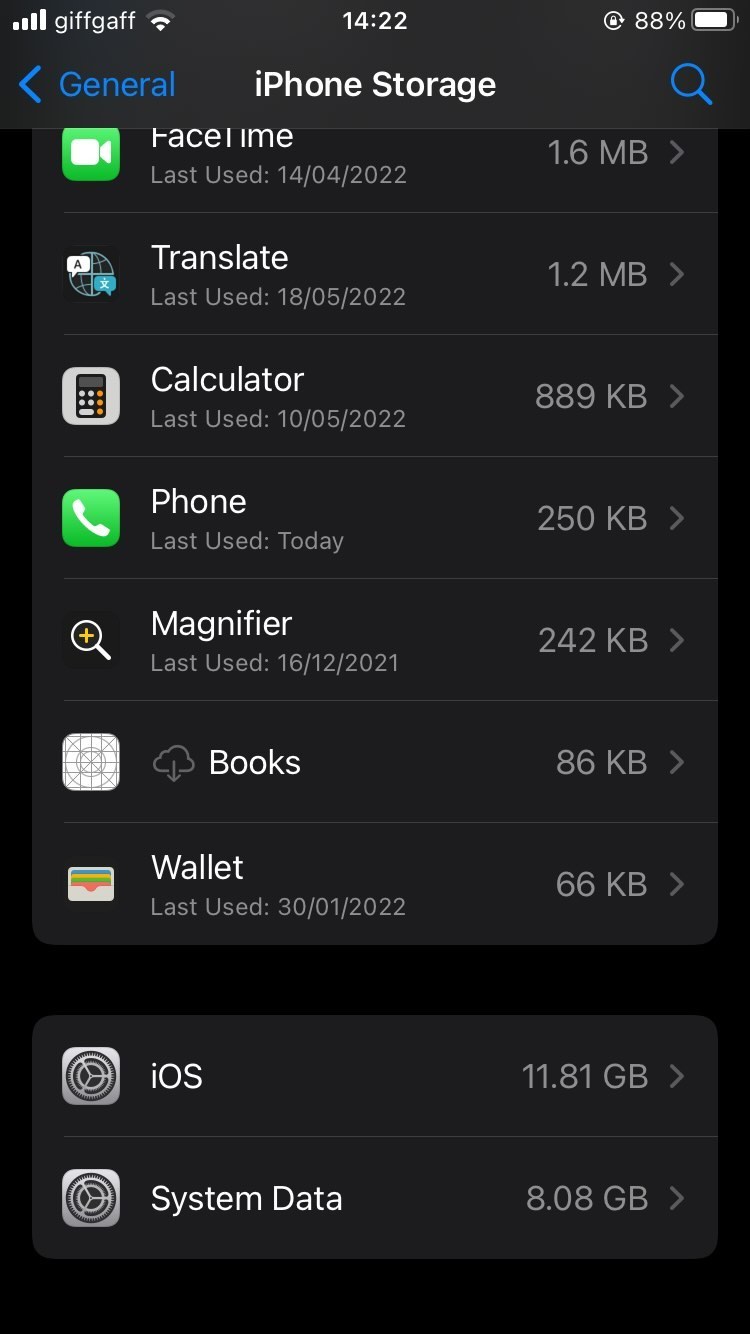 giffgaff 14:22 88%
General iPhone Storage
FaceTime 1.6 MB
Last Used: 14/04/2022
Translate 1.2 MB
Last Used: 18/05/2022
Calculator 889 KB
Last Used: 10/05/2022
Phone 250 KB
Last Used: Today
Magnifier 242 KB
Last Used: 16/12/2021
Books 86 KB
Wallet 66 KB
Last Used: 30/01/2022
iOS 11.81 GB
System Data 8.08 GB